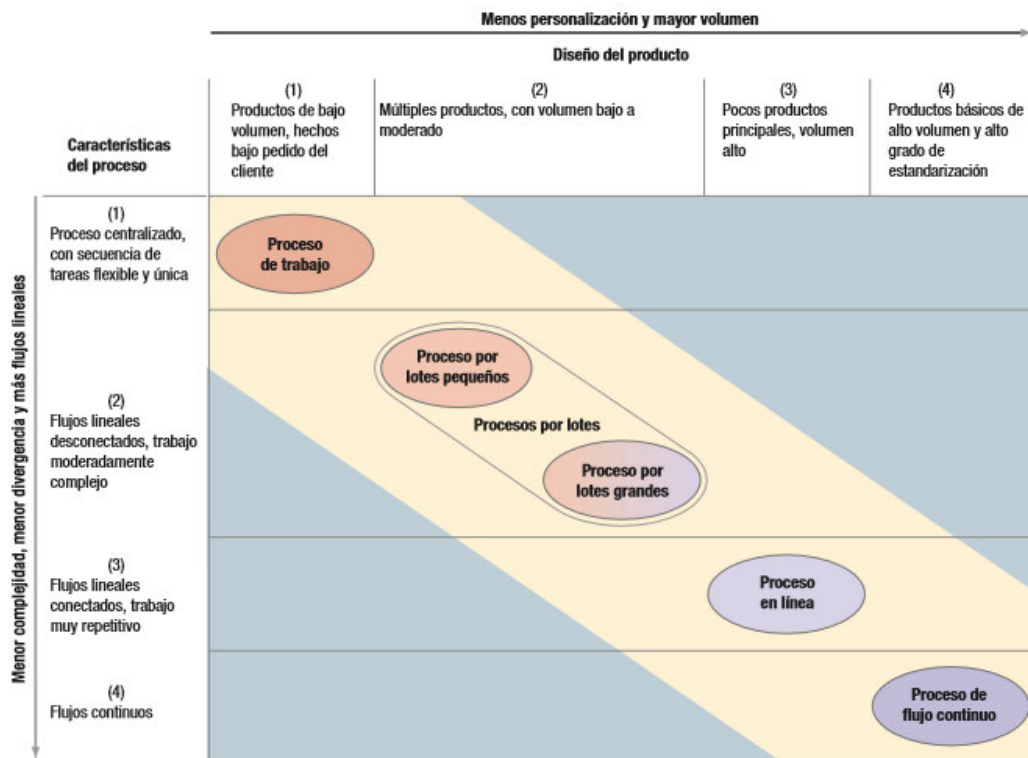 Menos personalización y mayor volumen
Diseño del producto
Características
del proceso
(1)
Productos de bajo
volumen, hechos
bajo pedido del
cliente
(2)
Múltiples productos, con volumen bajo a
moderado
(3)
Pocos productos
principales, volumen
alto
(4)
Productos básicos de
alto volumen y alto
grado de
estandarización
Menor complejidad, menor divergencia y más flujos lineales
(1)
Proceso centralizado,
con secuencia de
tareas flexible y única
Proceso
de trabajo
(2)
Flujos lineales
desconectados, trabajo
moderadamente
complejo
Proceso por
lotes pequeños
Procesos por lotes
Proceso por
lotes grandes
(3)
Flujos lineales
conectados, trabajo
muy repetitivo
Proceso
en línea
(4)
Flujos continuos
Proceso de
flujo continuo